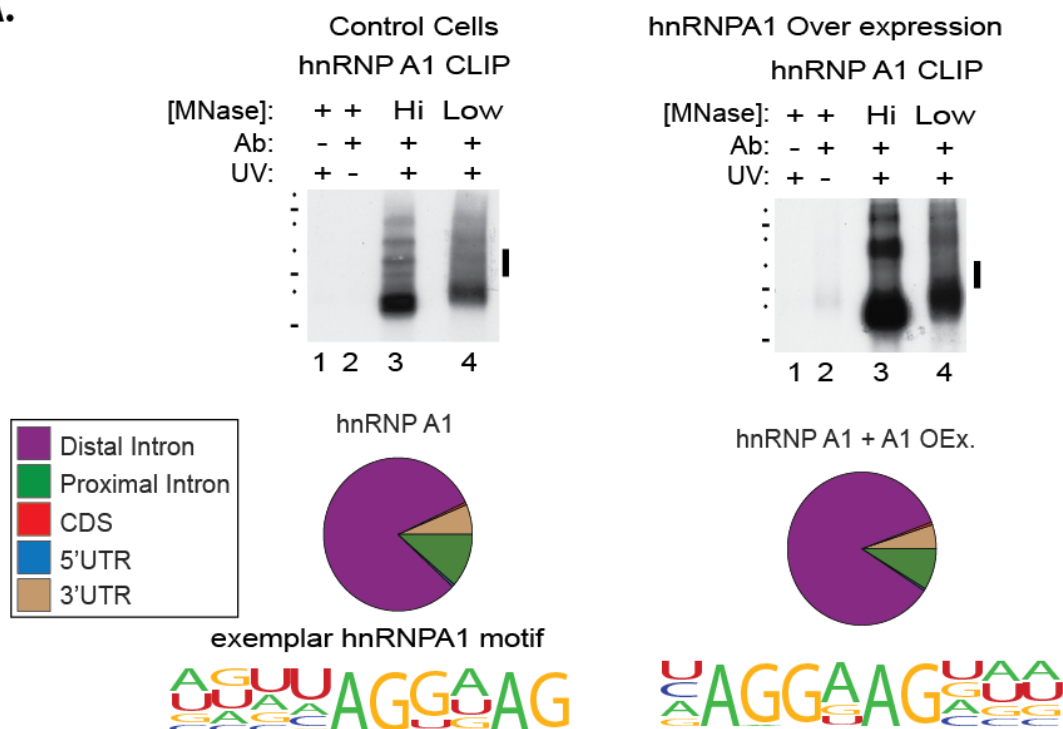 A.
Control Cells
hnRNP A1 CLIP
[MNase]: + + Hi Low
Ab: - + + +
UV: + - + +
1 2 3 4
hnRNPA1 Over expression
hnRNP A1 CLIP
[MNase]: + + Hi Low
Ab: - + + +
UV: + - + +
1 2 3 4
Distal Intron
Proximal Intron
CDS
5'UTR
3'UTR
hnRNP A1
hnRNP A1 + A1 OEx.
exemplar hnRNPA1 motif
AGUUAGGAAG
UAGGAAGUAA